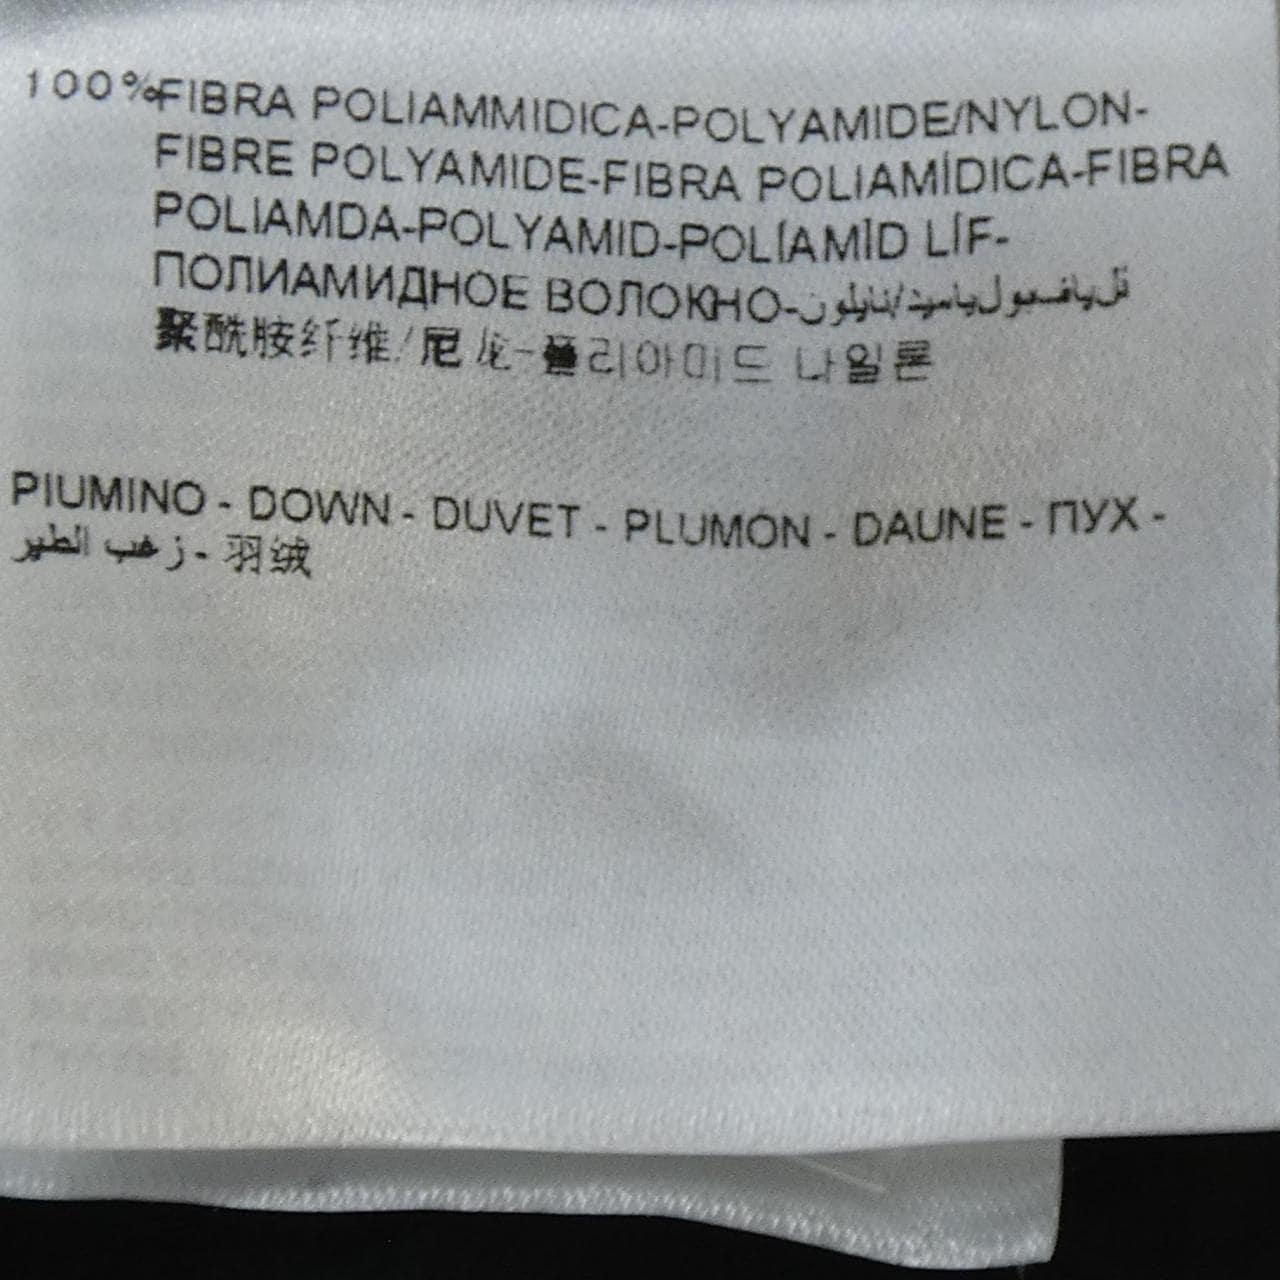 100%FIBRA POLIAMMIDICA-POLYAMIDE/NYLON-
FIBRE POLYAMIDE-FIBRA POLIAMÍDICA-FIBRA
POLIAMDA-POLYAMID-POLÍAMİD LİF-
ПОЛИАМИДНОЕ ВОЛОКНО-
聚酰胺纤维/尼龙-폴리아미드 나일론
PIUMINO - DOWN - DUVET - PLUMON - DAUNE - ПУХ -
زغب الطير - 羽绒